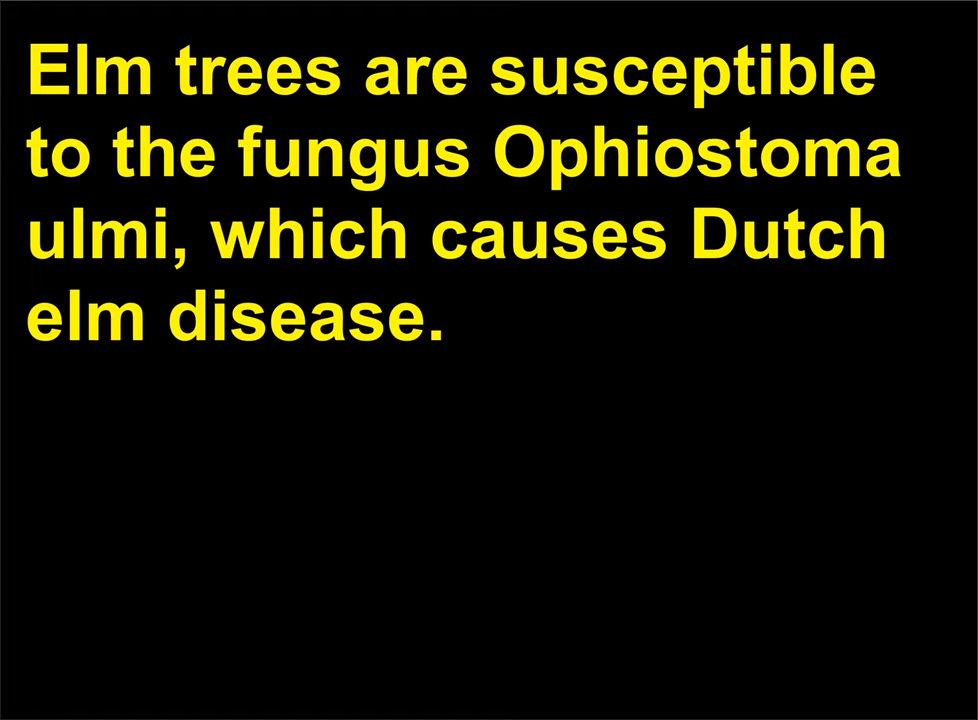 Elm trees are susceptible
to the fungus Ophiostoma
ulmi, which causes Dutch
elm disease.